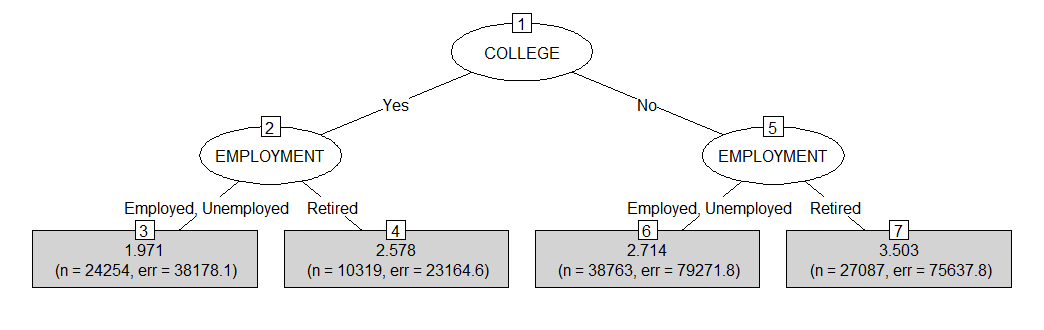 1
COLLEGE
Yes
No
2
EMPLOYMENT
5
EMPLOYMENT
Employed, Unemployed
Retired
Employed, Unemployed
Retired
3
1.971
(n = 24254, err = 38178.1)
4
2.578
(n = 10319, err = 23164.6)
6
2.714
(n = 38763, err = 79271.8)
7
3.503
(n = 27087, err = 75637.8)